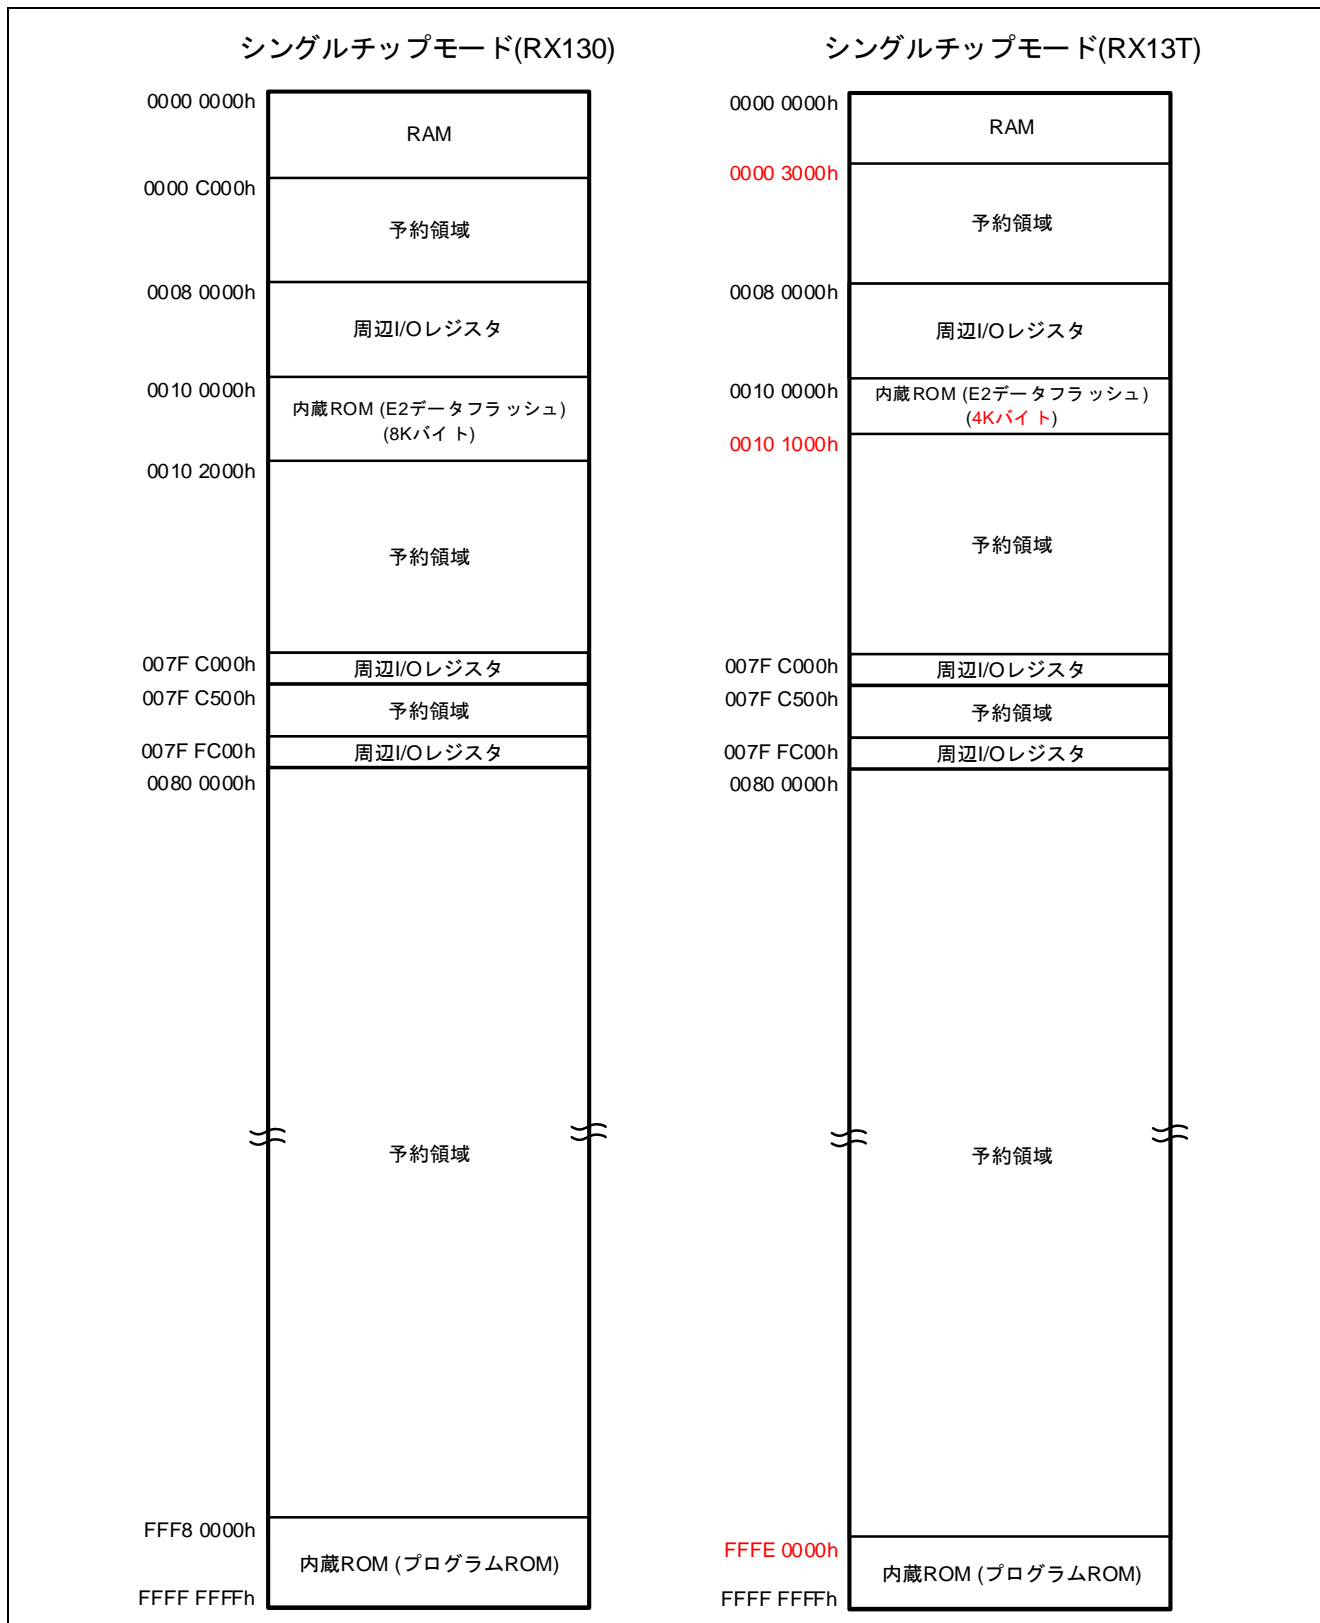 シングルチップモード(RX130)
0000 0000h
RAM
0000 C000h
予約領域
0008 0000h
周辺I/Oレジスタ
0010 0000h
内蔵ROM (E2データフラッシュ)
(8Kバイト)
0010 2000h
予約領域
007F C000h
周辺I/Oレジスタ
007F C500h
予約領域
007F FC00h
周辺I/Oレジスタ
0080 0000h
予約領域
FFF8 0000h
内蔵ROM (プログラムROM)
FFFF FFFFh
シングルチップモード(RX13T)
0000 0000h
RAM
0000 3000h
予約領域
0008 0000h
周辺I/Oレジスタ
0010 0000h
内蔵ROM (E2データフラッシュ)
(4Kバイト)
0010 1000h
予約領域
007F C000h
周辺I/Oレジスタ
007F C500h
予約領域
007F FC00h
周辺I/Oレジスタ
0080 0000h
予約領域
FFFE 0000h
内蔵ROM (プログラムROM)
FFFF FFFFh